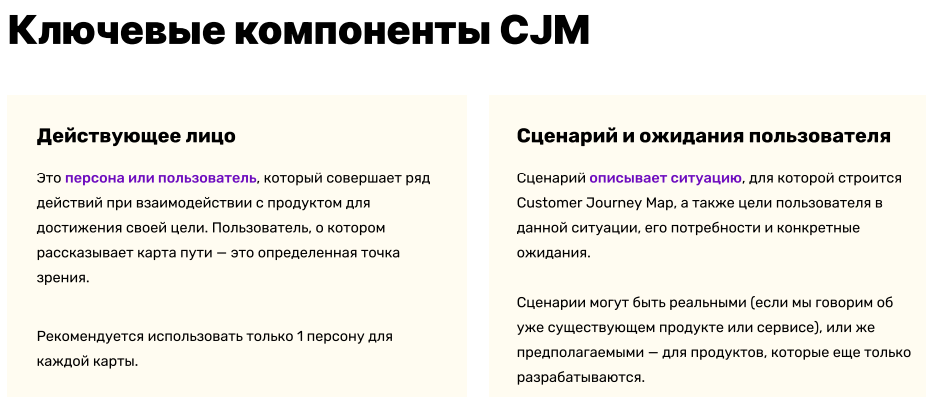 Ключевые компоненты CJM
Действующее лицо
Это персона или пользователь, который совершает ряд
действий при взаимодействии с продуктом для
достижения своей цели. Пользователь, о котором
рассказывает карта пути — это определенная точка
зрения.
Рекомендуется использовать только 1 персону для
каждой карты.
Сценарий и ожидания пользователя
Сценарий описывает ситуацию, для которой строится
Customer Journey Map, а также цели пользователя в
данной ситуации, его потребности и конкретные
ожидания.
Сценарии могут быть реальными (если мы говорим об
уже существующем продукте или сервисе), или же
предполагаемыми — для продуктов, которые еще только
разрабатываются.